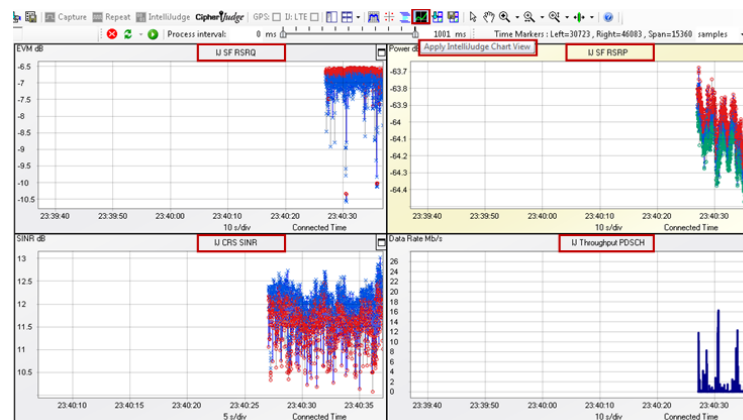 Capture Repeat IntelliJudge CipherJudge GPS: IJ: LTE
Process interval: 0 ms 1001 ms Time Markers : Left=30723 , Right=46083 , Span=15360 samples
Apply IntelliJudge Chart View
EVM dB IJ SF RSRQ
-6.5
-7
-7.5
-8
-8.5
-9
-9.5
-10
-10.5
23:39:40 23:39:50 23:40:00 23:40:10 23:40:20 23:40:30
10 s/div Connected Time
Power d IJ SF RSRP
-63.7
-63.8
-63.9
-64
-64.1
-64.2
-64.3
-64.4
23:39:40 23:39:50 23:40:00 23:40:10 23:40:20 23:40:30
10 s/div Connected Time
SINR dB IJ CRS SINR
13
12.5
12
11.5
11
10.5
23:40:10 23:40:15 23:40:20 23:40:25 23:40:30 23:40:35
5 s/div Connected Time
Data Rate Mb/s IJ Throughput PDSCH
26
24
22
20
18
16
14
12
10
8
6
4
2
0
23:39:40 23:39:50 23:40:00 23:40:10 23:40:20 23:40:30
10 s/div Connected Time